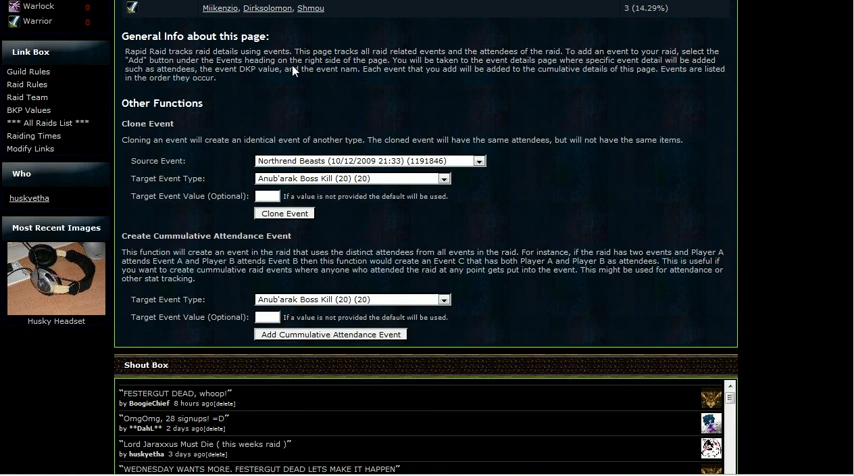 Warlock 0
Warrior 0
Link Box
Guild Rules
Raid Rules
Raid Team
BKP Values
*** All Raids List ***
Raiding Times
Modify Links
Who
huskyetha
Most Recent Images
Husky Headset
Miikenzio, Dirksolomon, Shmou 3 (14.29%)
General Info about this page:
Rapid Raid tracks raid details using events. This page tracks all raid related events and the attendees of the raid. To add an event to your raid, select the
"Add" button under the Events heading on the right side of the page. You will be taken to the event details page where specific event detail will be added
such as attendees, the event DKP value, and the event nam. Each event that you add will be added to the cumulative details of this page. Events are listed
in the order they occur.
Other Functions
Clone Event
Cloning an event will create an identical event of another type. The cloned event will have the same attendees, but will not have the same items.
Source Event: Northrend Beasts (10/12/2009 21:33) (1191846)
Target Event Type: Anub'arak Boss Kill (20) (20)
Target Event Value (Optional): If a value is not provided the default will be used.
Clone Event
Create Cummulative Attendance Event
This function will create an event in the raid that uses the distinct attendees from all events in the raid. For instance, if the raid has two events and Player A
attends Event A and Player B attends Event B then this function would create an Event C that has both Player A and Player B as attendees. This is useful if
you want to create cummulative raid events where anyone who attended the raid at any point gets put into the event. This might be used for attendance or
other stat tracking.
Target Event Type: Anub'arak Boss Kill (20) (20)
Target Event Value (Optional): If a value is not provided the default will be used.
Add Cummulative Attendance Event
Shout Box
"FESTERGUT DEAD, whoop!"
by BoogieChief 8 hours ago[delete]
"OmgOmg, 28 signups! =D"
by **DahL** 2 days ago[delete]
"Lord Jaraxxus Must Die ( this weeks raid )"
by huskyetha 3 days ago[delete]
"WEDNESDAY WANTS MORE. FESTERGUT DEAD LETS MAKE IT HAPPEN"